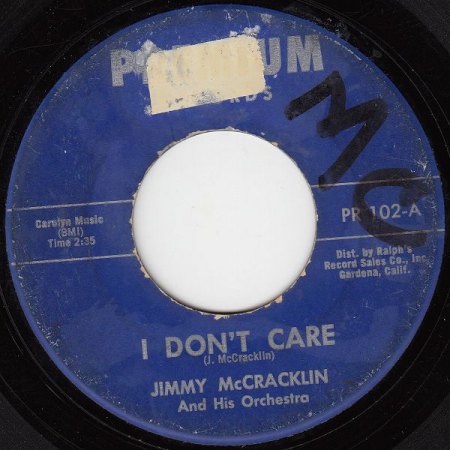 RDS
PR 102-A
Carolyn Music
(BMI)
Time 2:35
Dist. by Ralph's
Record Sales Co., Inc.
Gardena, Calif.
I DON'T CARE
(J. McCracklin)
JIMMY McCRACKLIN
And His Orchestra